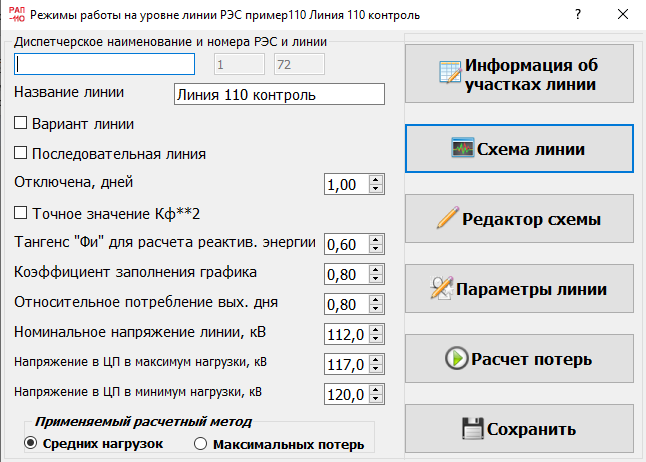 РАП
-110
Режимы работы на уровне линии РЭС пример110 Линия 110 контроль
?
Диспетчерское наименование и номера РЭС и линии
1
72
Название линии
Линия 110 контроль
Вариант линии
Последовательная линия
Отключена, дней
1,00
Точное значение Кф**2
Тангенс "Фи" для расчета реактив. энергии
0,60
Коэффициент заполнения графика
0,80
Относительное потребление вых. дня
0,80
Номинальное напряжение линии, кВ
112,0
Напряжение в ЦП в максимум нагрузки, кВ
117,0
Напряжение в ЦП в минимум нагрузки, кВ
120,0
Применяемый расчетный метод
Средних нагрузок
Максимальных потерь
Информация об
участках линии
Схема линии
Редактор схемы
Параметры линии
Расчет потерь
Сохранить